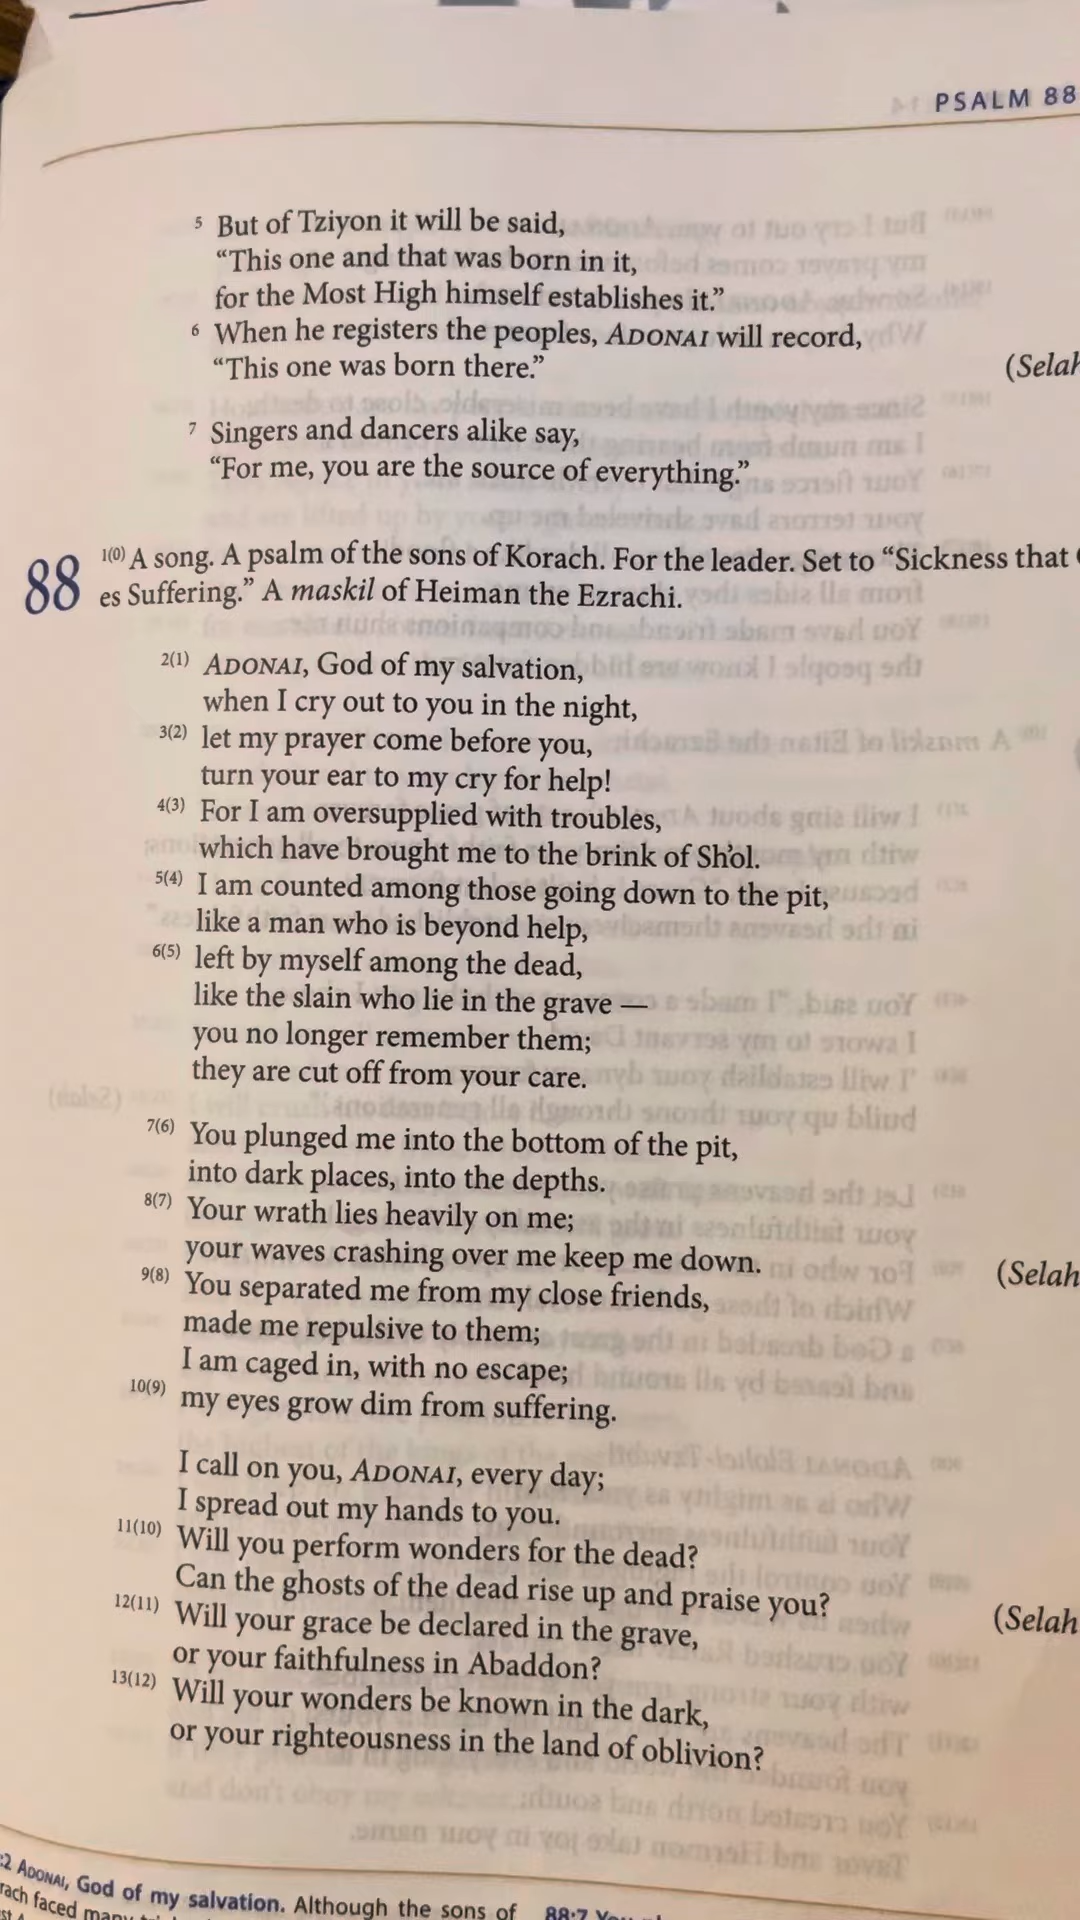 PSALM 88
5 But of Tziyon it will be said,
“This one and that was born in it,
for the Most High himself establishes it.”
6 When he registers the peoples, ADONAI will record,
“This one was born there.” (Selah
7 Singers and dancers alike say,
“For me, you are the source of everything.”
88 1(0) A song. A psalm of the sons of Korach. For the leader. Set to “Sickness that
es Suffering.” A maskil of Heiman the Ezrachi.
2(1) ADONAI, God of my salvation,
when I cry out to you in the night,
3(2) let my prayer come before you,
turn your ear to my cry for help!
4(3) For I am oversupplied with troubles,
which have brought me to the brink of Sh’ol.
5(4) I am counted among those going down to the pit,
like a man who is beyond help,
6(5) left by myself among the dead,
like the slain who lie in the grave —
you no longer remember them;
they are cut off from your care.
7(6) You plunged me into the bottom of the pit,
into dark places, into the depths.
8(7) Your wrath lies heavily on me;
your waves crashing over me keep me down. (Selah
9(8) You separated me from my close friends,
made me repulsive to them;
I am caged in, with no escape;
10(9) my eyes grow dim from suffering.
I call on you, ADONAI, every day;
I spread out my hands to you.
11(10) Will you perform wonders for the dead?
Can the ghosts of the dead rise up and praise you? (Selah
12(11) Will your grace be declared in the grave,
or your faithfulness in Abaddon?
13(12) Will your wonders be known in the dark,
or your righteousness in the land of oblivion?
:2 ADONAI, God of my salvation. Although the sons of
rach faced many
88:7